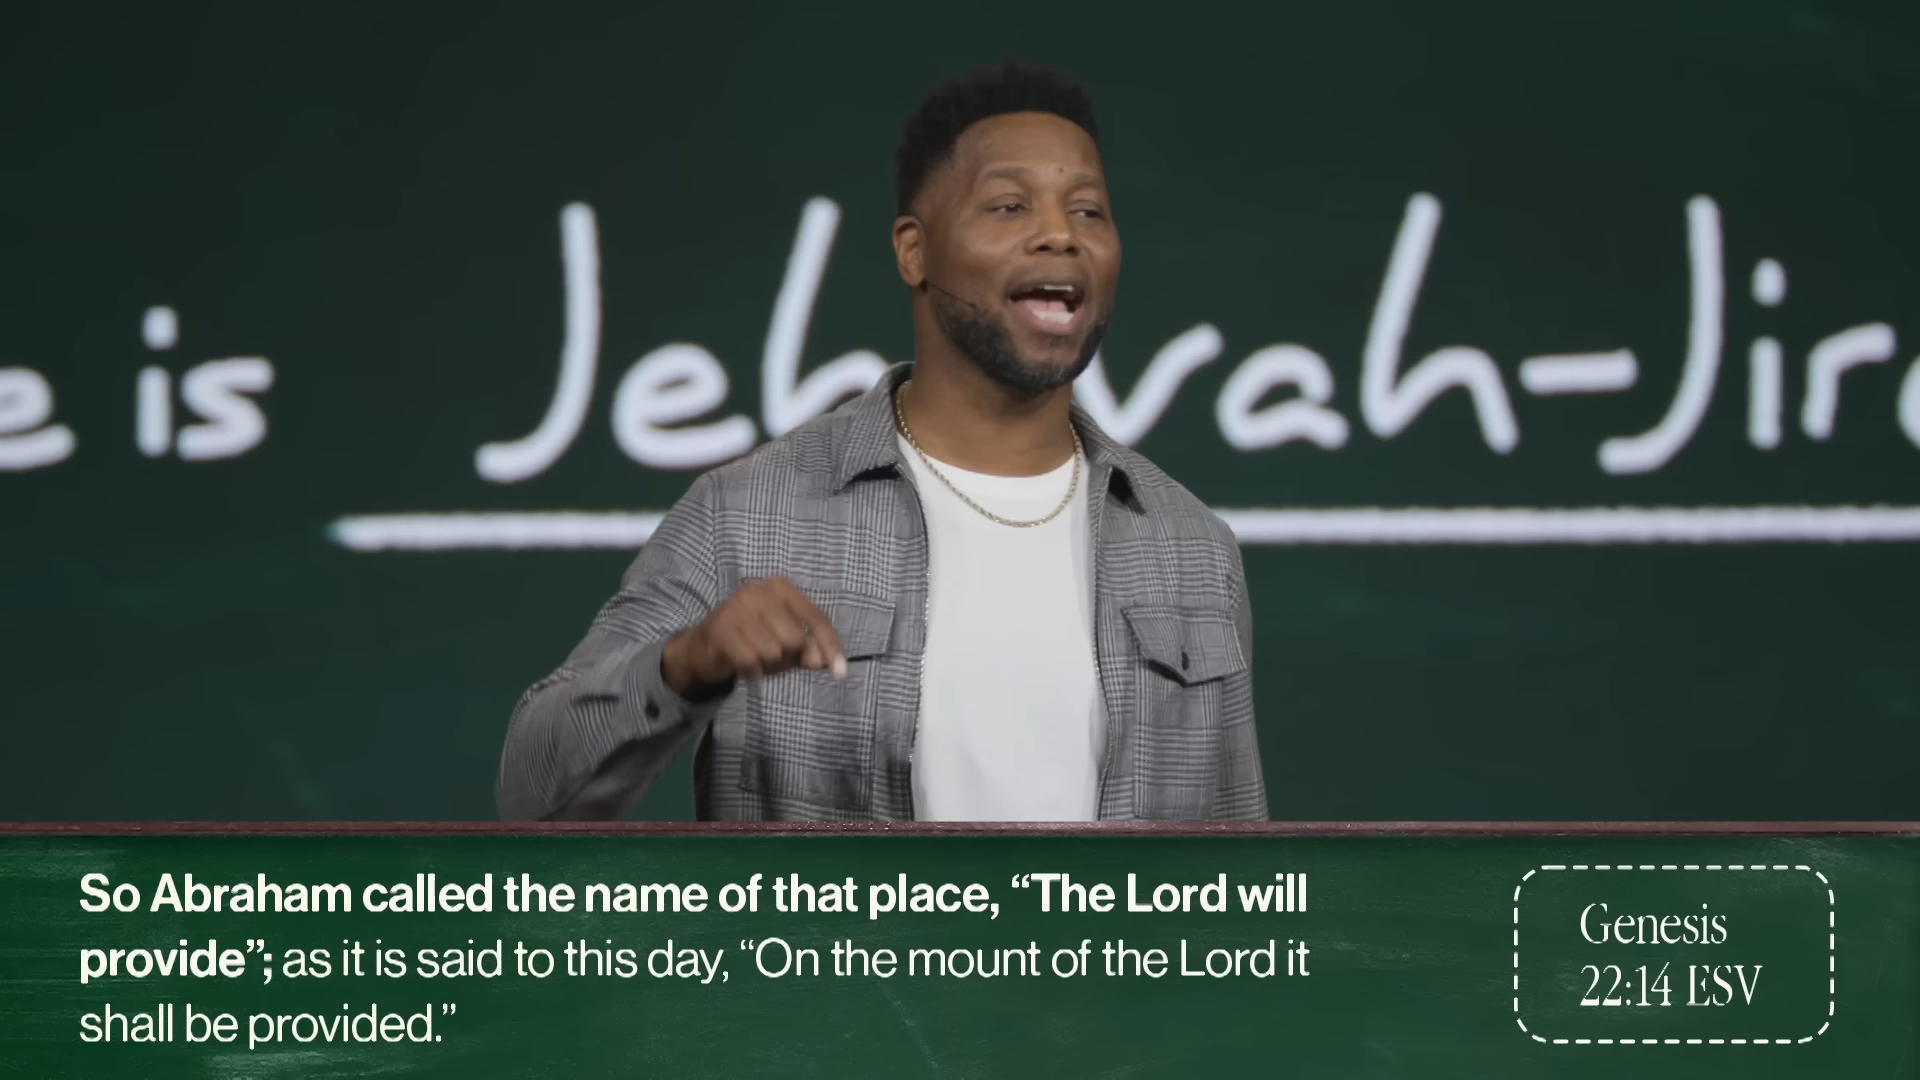 e is Jeh vah-Jir
So Abraham called the name of that place, “The Lord will
provide”; as it is said to this day, “On the mount of the Lord it
shall be provided.”
Genesis
22:14 ESV